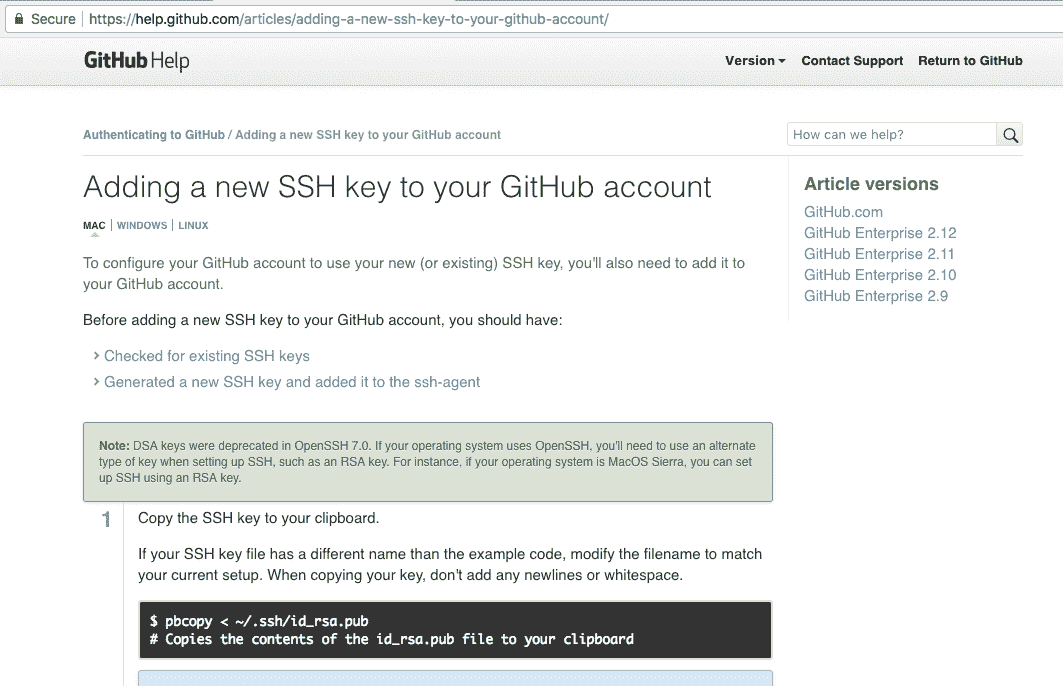 Secure https://help.github.com/articles/adding-a-new-ssh-key-to-your-github-account/
GitHub Help
Version Contact Support Return to GitHub
Authenticating to GitHub / Adding a new SSH key to your GitHub account
How can we help?
Adding a new SSH key to your GitHub account
MAC | WINDOWS | LINUX
To configure your GitHub account to use your new (or existing) SSH key, you'll also need to add it to
your GitHub account.
Before adding a new SSH key to your GitHub account, you should have:
Checked for existing SSH keys
Generated a new SSH key and added it to the ssh-agent
Note: DSA keys were deprecated in OpenSSH 7.0. If your operating system uses OpenSSH, you'll need to use an alternate
type of key when setting up SSH, such as an RSA key. For instance, if your operating system is MacOS Sierra, you can set
up SSH using an RSA key.
1 Copy the SSH key to your clipboard.
If your SSH key file has a different name than the example code, modify the filename to match
your current setup. When copying your key, don't add any newlines or whitespace.
$ pbcopy < ~/.ssh/id_rsa.pub
# Copies the contents of the id_rsa.pub file to your clipboard
Article versions
GitHub.com
GitHub Enterprise 2.12
GitHub Enterprise 2.11
GitHub Enterprise 2.10
GitHub Enterprise 2.9